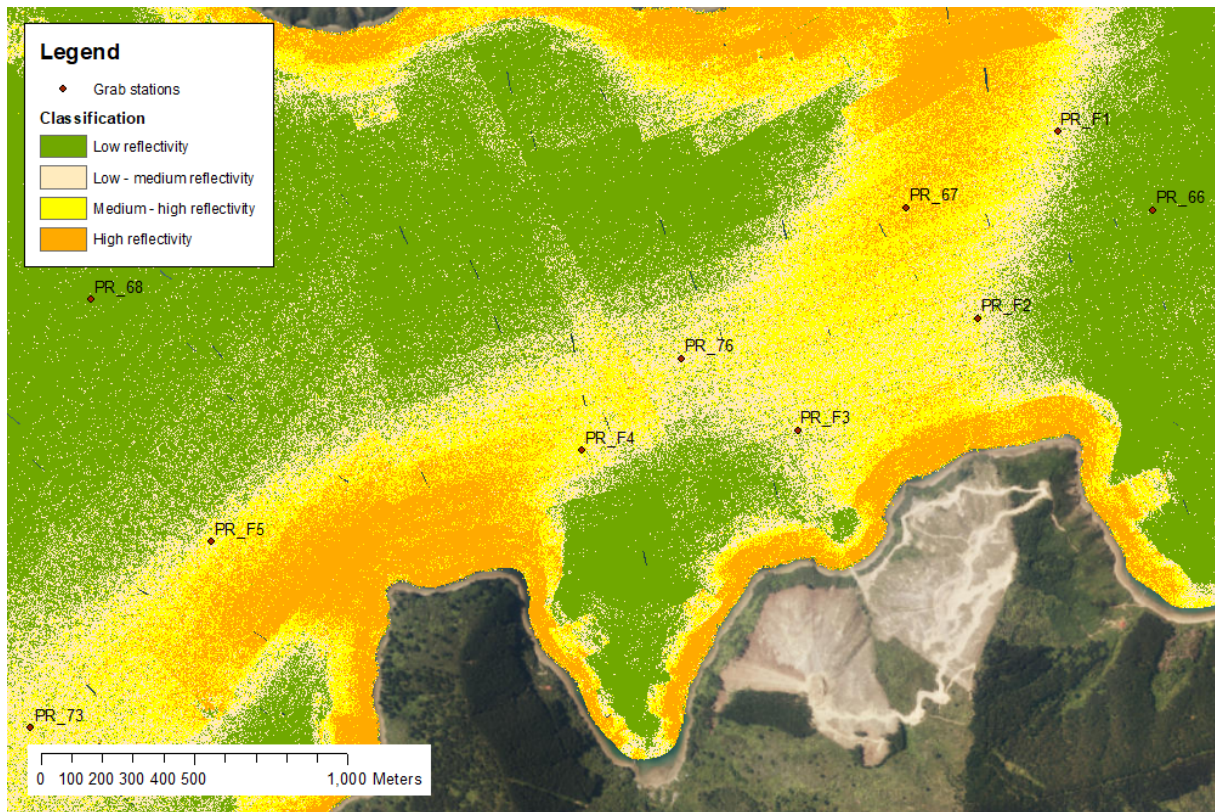 Legend
Grab stations
Classification
Low reflectivity
Low - medium reflectivity
Medium - high reflectivity
High reflectivity
PR_F1
PR_67
PR_66
PR_68
PR_F2
PR_76
PR_F3
PR_F4
PR_F5
PR_73
0 100 200 300 400 500 1,000 Meters